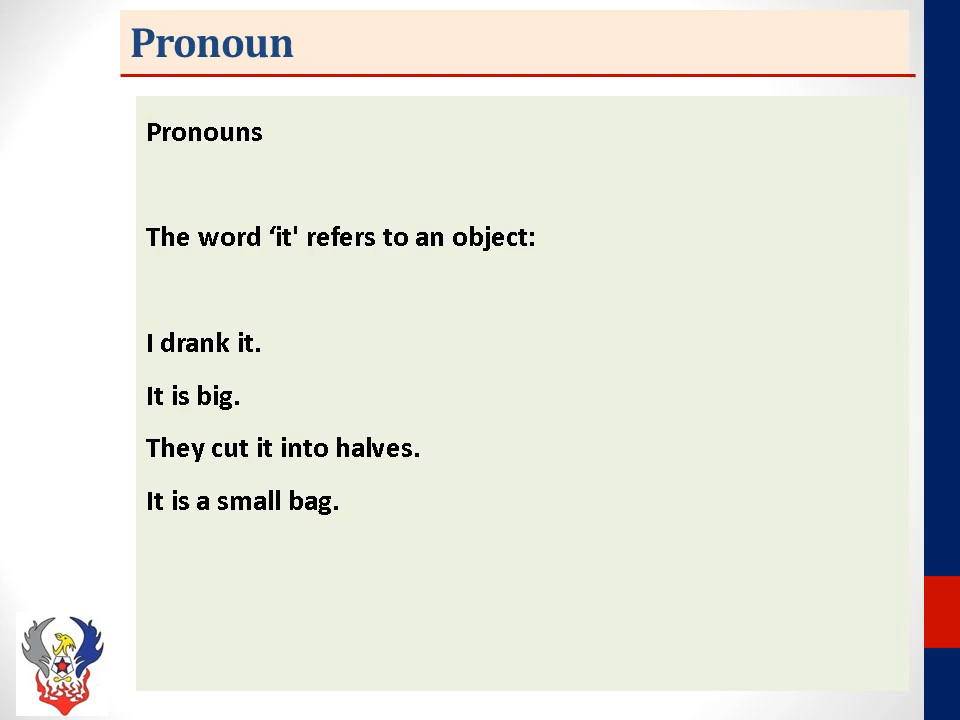 Pronoun
Pronouns
The word ‘it' refers to an object:
I drank it.
It is big.
They cut it into halves.
It is a small bag.